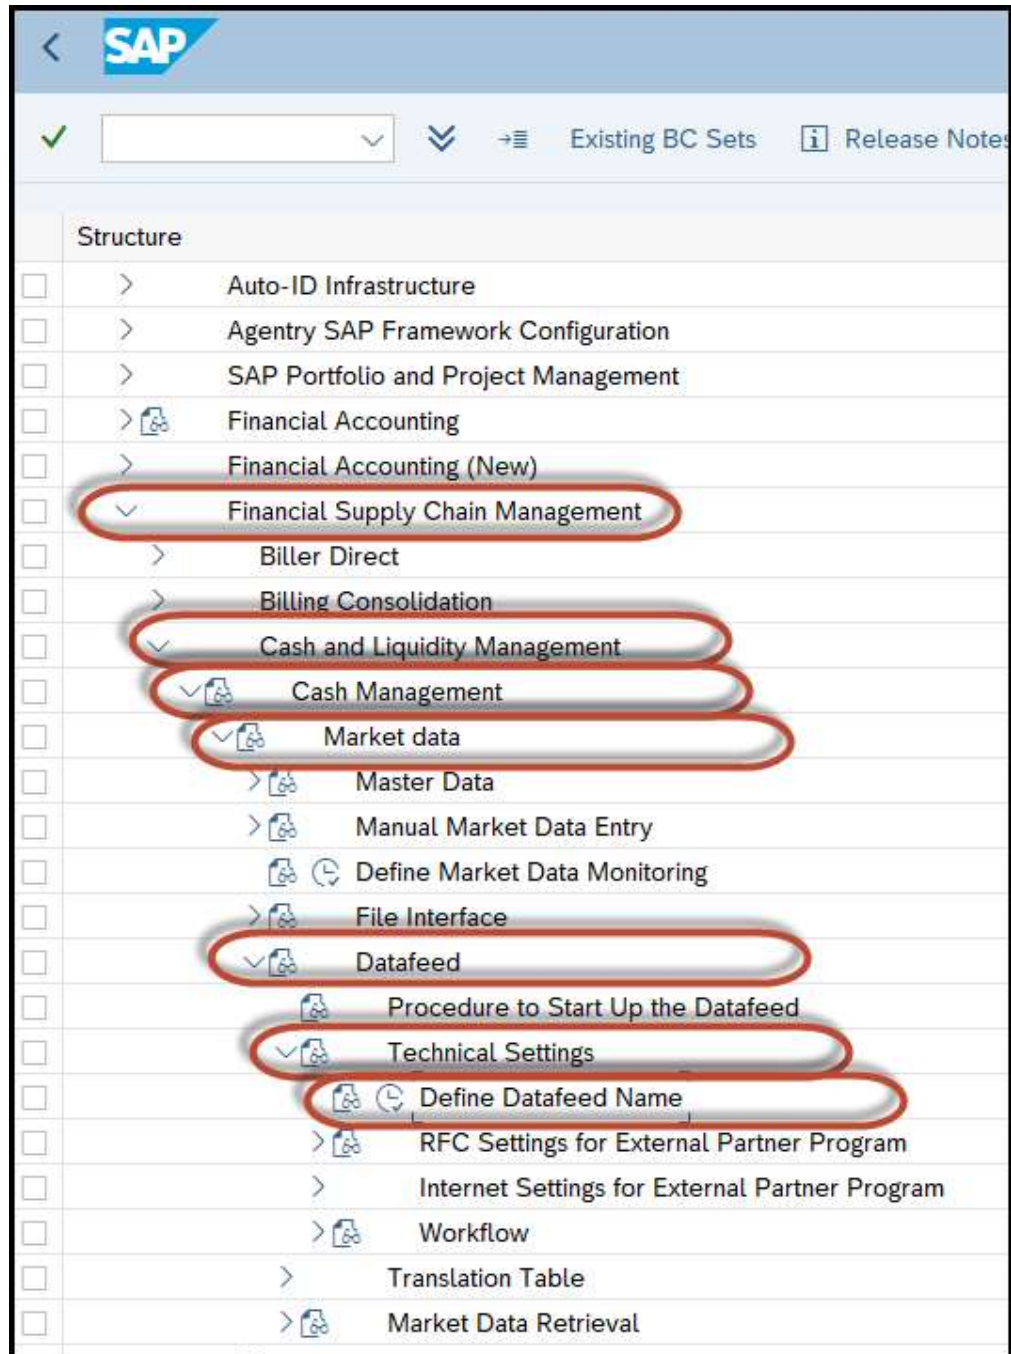 SAP
Existing BC Sets Release Notes
Structure
Auto-ID Infrastructure
Agentry SAP Framework Configuration
SAP Portfolio and Project Management
Financial Accounting
Financial Accounting (New)
Financial Supply Chain Management
Biller Direct
Billing Consolidation
Cash and Liquidity Management
Cash Management
Market data
Master Data
Manual Market Data Entry
Define Market Data Monitoring
File Interface
Datafeed
Procedure to Start Up the Datafeed
Technical Settings
Define Datafeed Name
RFC Settings for External Partner Program
Internet Settings for External Partner Program
Workflow
Translation Table
Market Data Retrieval